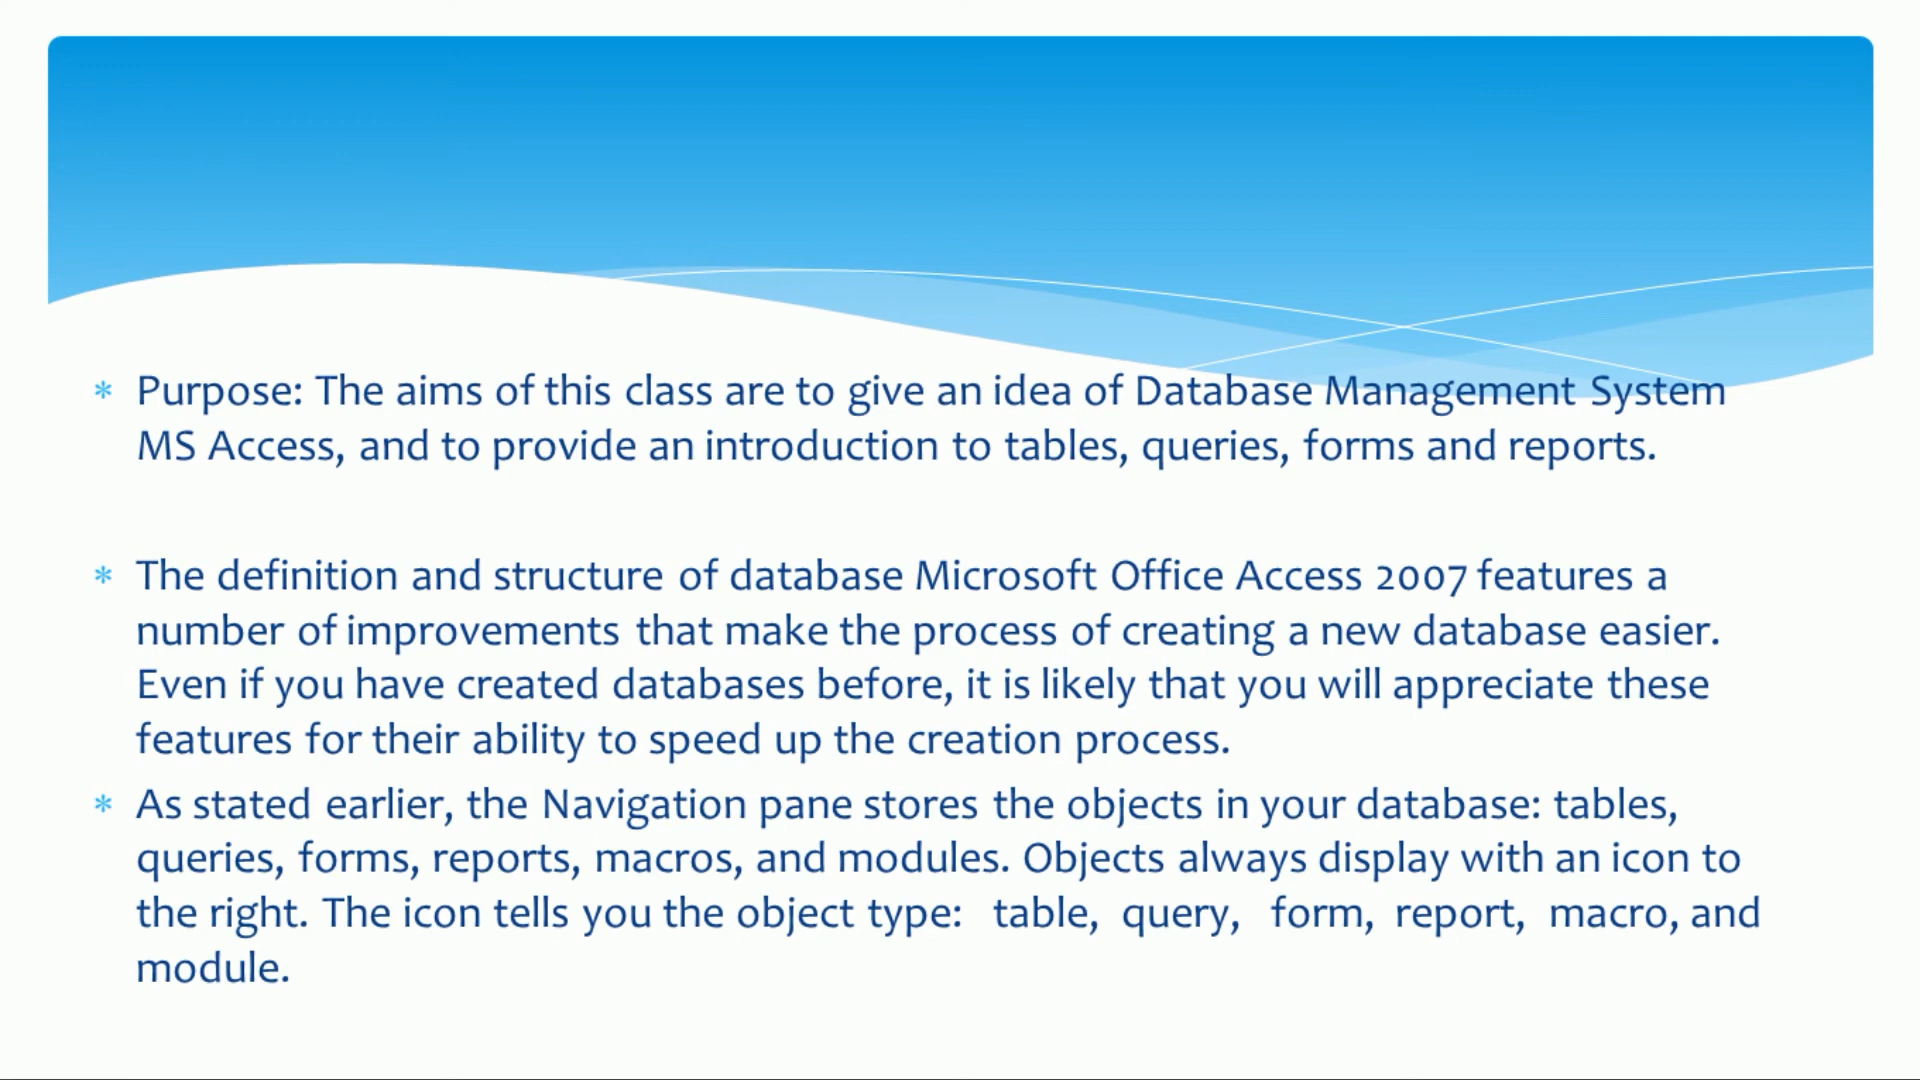 * Purpose: The aims of this class are to give an idea of Database Management System
MS Access, and to provide an introduction to tables, queries, forms and reports.
* The definition and structure of database Microsoft Office Access 2007 features a
number of improvements that make the process of creating a new database easier.
Even if you have created databases before, it is likely that you will appreciate these
features for their ability to speed up the creation process.
* As stated earlier, the Navigation pane stores the objects in your database: tables,
queries, forms, reports, macros, and modules. Objects always display with an icon to
the right. The icon tells you the object type: table, query, form, report, macro, and
module.